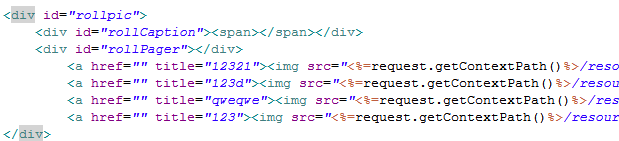 <div id="rollpic">
<div id="rollCaption"><span></span></div>
<div id="rollPager"></div>
<a href="" title="12321"><img src="<%=request.getContextPath()%>/reso
<a href="" title="123d"><img src="<%=request.getContextPath()%>/resou
<a href="" title="qweqwe"><img src="<%=request.getContextPath()%>/res
<a href="" title="123"><img src="<%=request.getContextPath()%>/resour
</div>